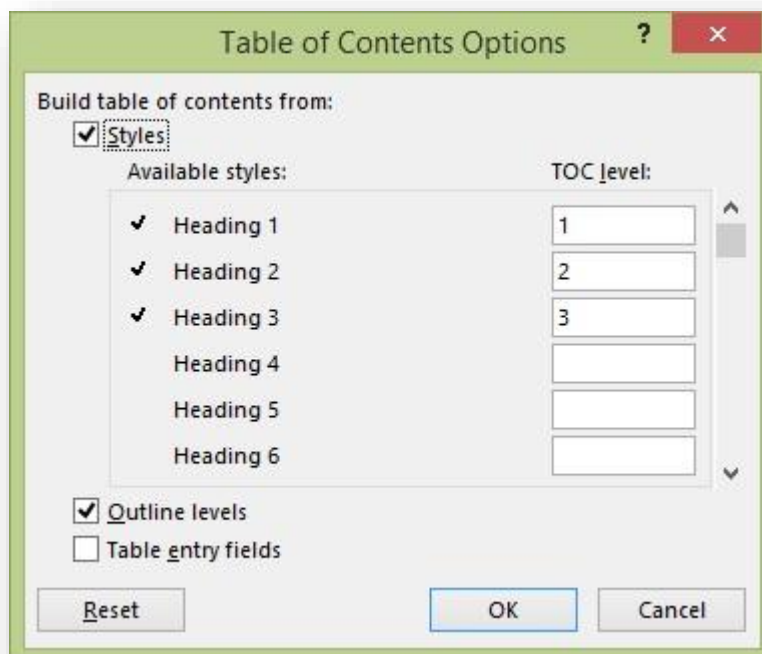 Table of Contents Options ?
Build table of contents from:
Styles
Available styles: TOC level:
Heading 1 1
Heading 2 2
Heading 3 3
Heading 4
Heading 5
Heading 6
Outline levels
Table entry fields
Reset OK Cancel